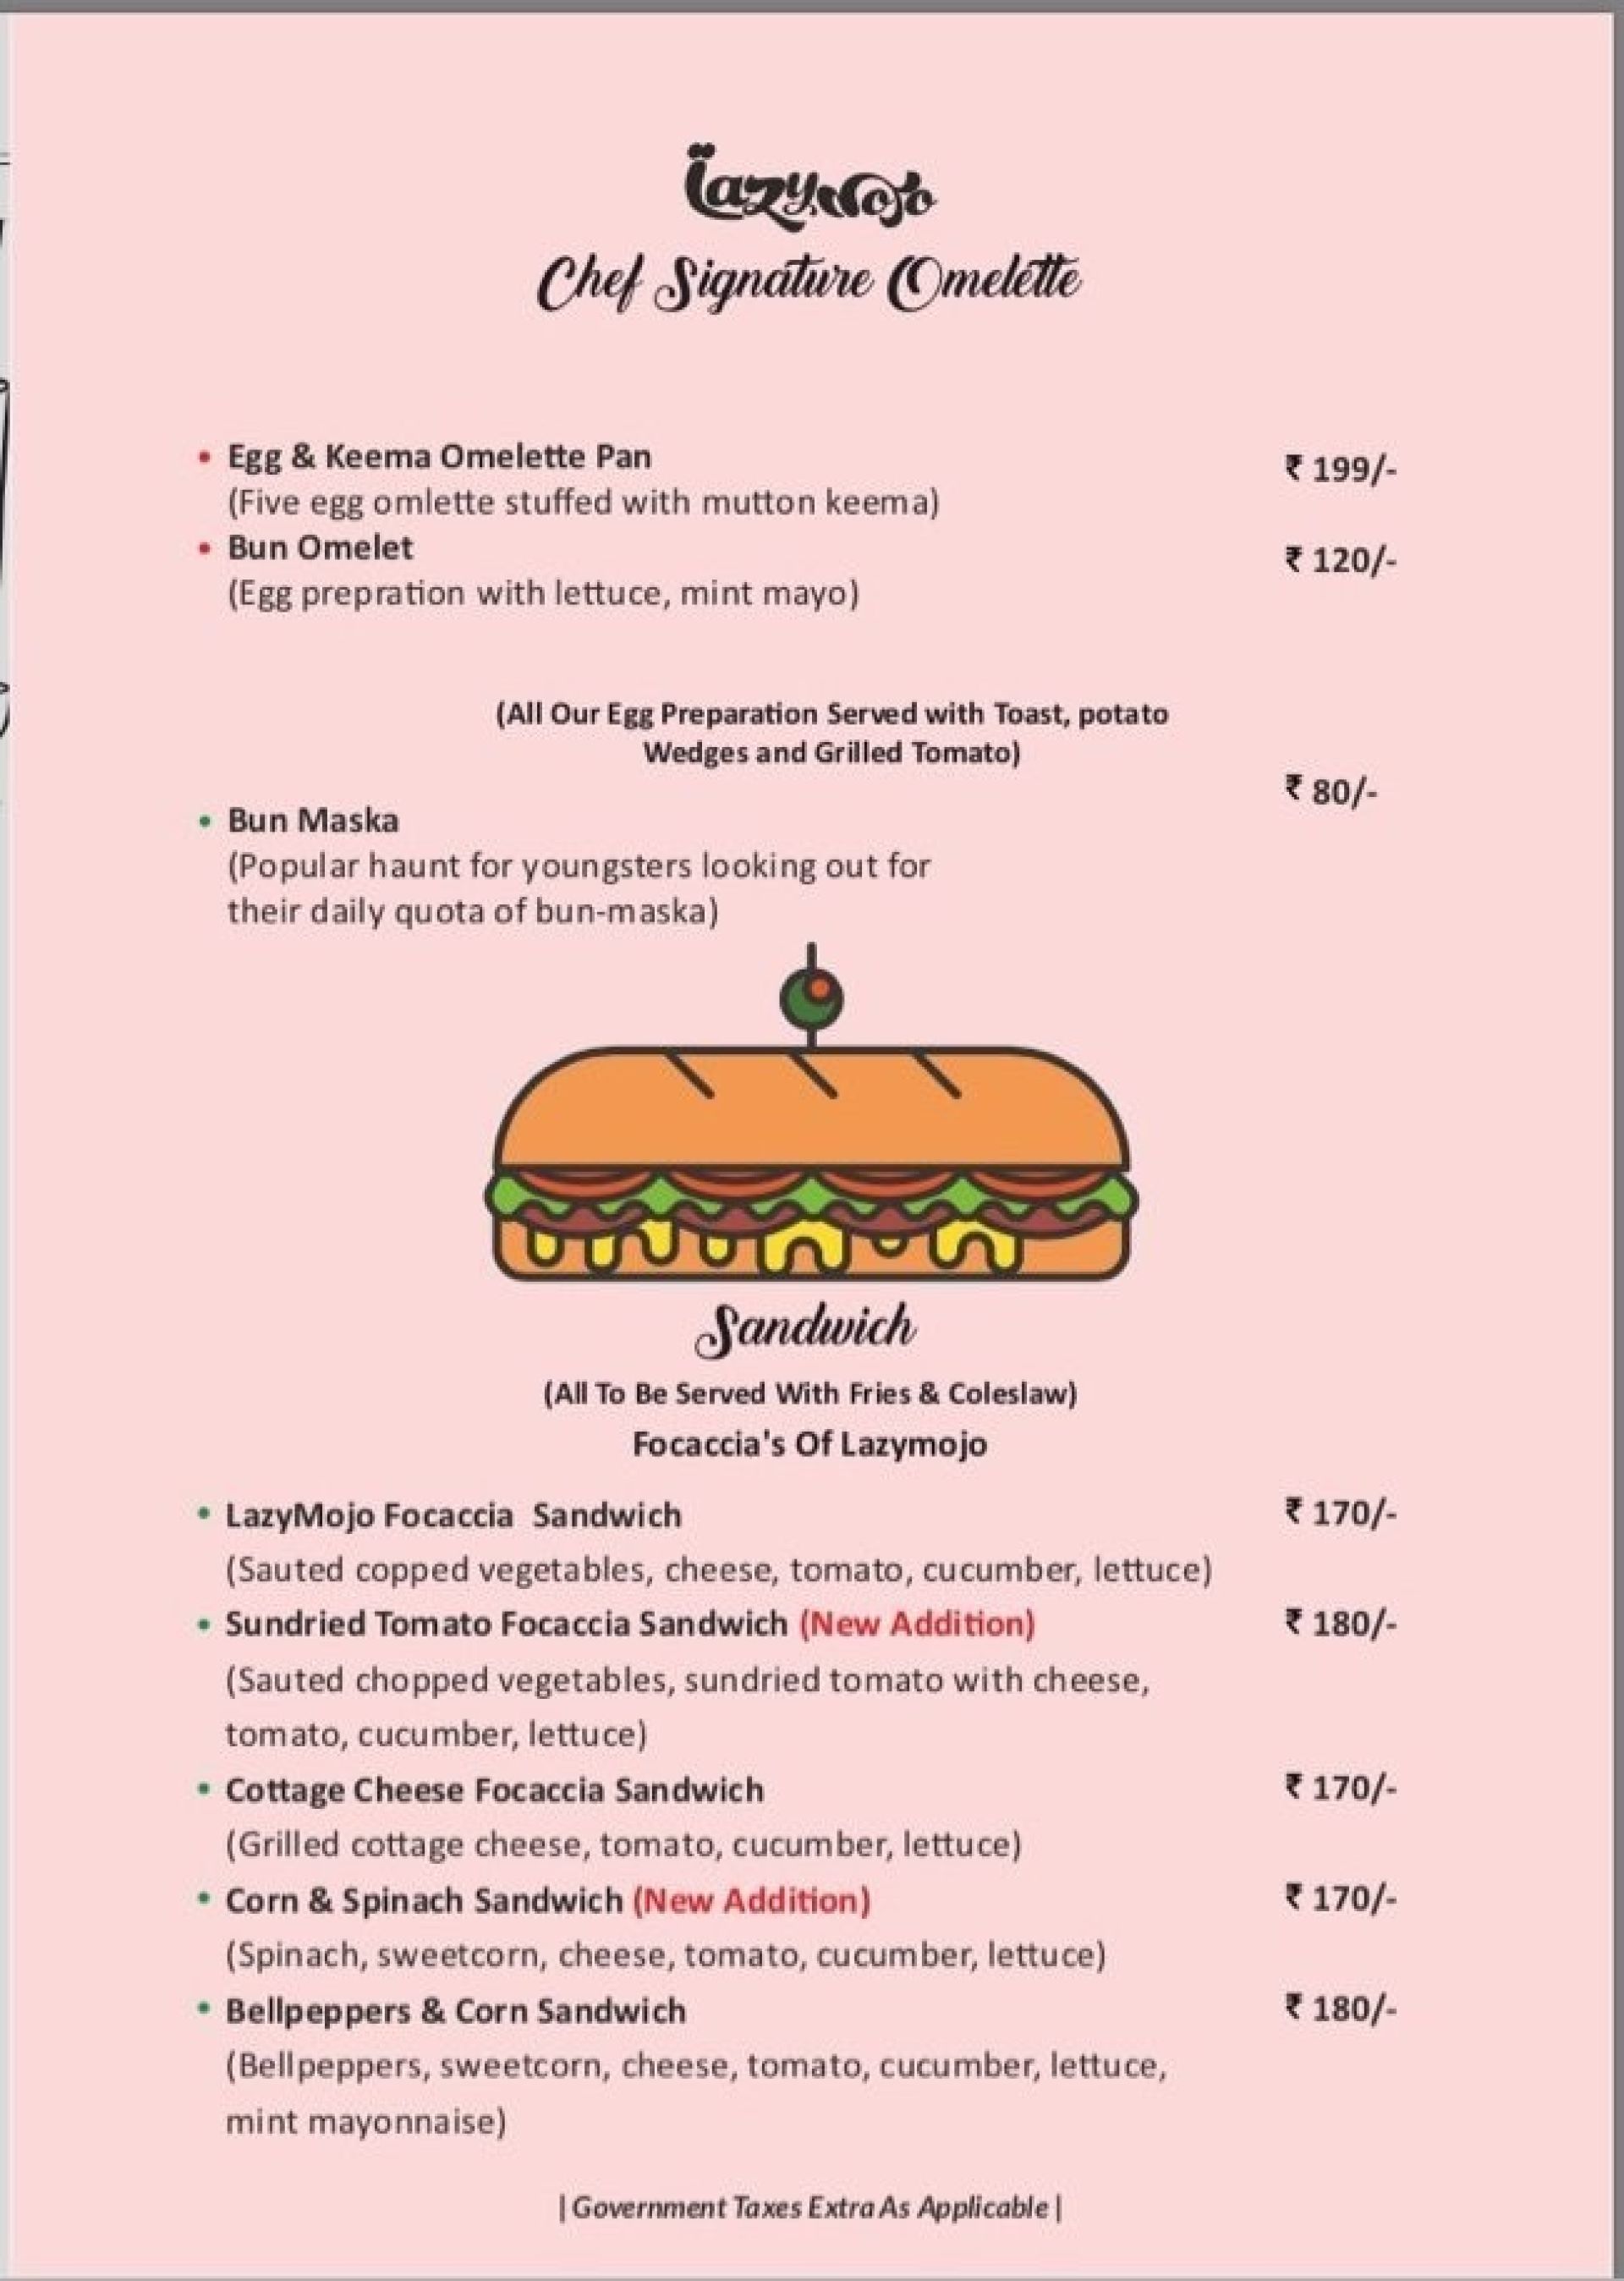 LazyMojo
Chef Signature Omelette
• Egg & Keema Omelette Pan ₹ 199/-
(Five egg omlette stuffed with mutton keema)
• Bun Omelet ₹ 120/-
(Egg prepration with lettuce, mint mayo)
(All Our Egg Preparation Served with Toast, potato
Wedges and Grilled Tomato)
₹ 80/-
• Bun Maska
(Popular haunt for youngsters looking out for
their daily quota of bun-maska)
Sandwich
(All To Be Served With Fries & Coleslaw)
Focaccia's Of Lazymojo
• LazyMojo Focaccia Sandwich ₹ 170/-
(Sauted copped vegetables, cheese, tomato, cucumber, lettuce)
• Sundried Tomato Focaccia Sandwich (New Addition) ₹ 180/-
(Sauted chopped vegetables, sundried tomato with cheese,
tomato, cucumber, lettuce)
• Cottage Cheese Focaccia Sandwich ₹ 170/-
(Grilled cottage cheese, tomato, cucumber, lettuce)
• Corn & Spinach Sandwich (New Addition) ₹ 170/-
(Spinach, sweetcorn, cheese, tomato, cucumber, lettuce)
• Bellpeppers & Corn Sandwich ₹ 180/-
(Bellpeppers, sweetcorn, cheese, tomato, cucumber, lettuce,
mint mayonnaise)
| Government Taxes Extra As Applicable |